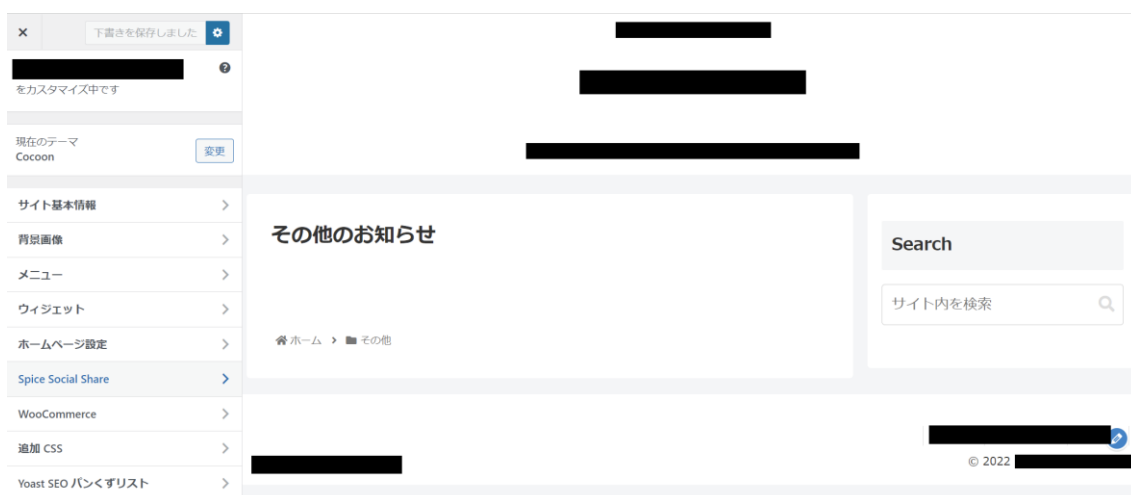 × 下書きを保存しました
をカスタマイズ中です
現在のテーマ
Cocoon
変更
サイト基本情報
背景画像
メニュー
ウィジェット
ホームページ設定
Spice Social Share
WooCommerce
追加 CSS
Yoast SEO パンくずリスト
その他のお知らせ
ホーム > その他
Search
サイト内を検索
© 2022